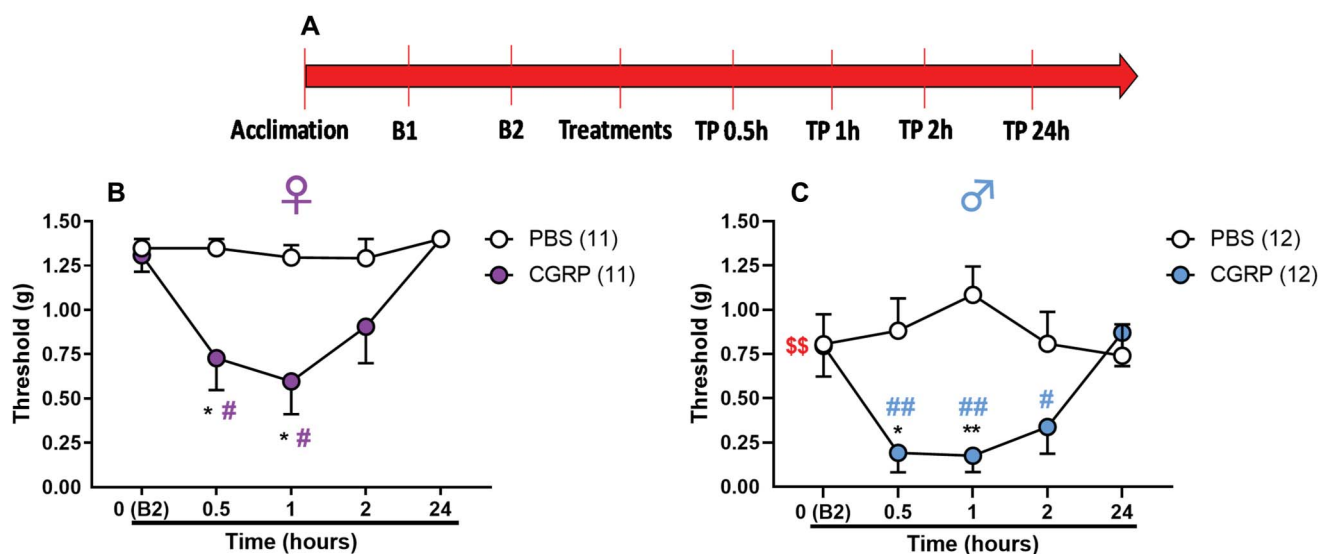 A
Acclimation B1 B2 Treatments TP 0.5h TP 1h TP 2h TP 24h
B ♀
1.50
1.25
1.00
0.75
0.50
0.25
0.00
Threshold (g)
PBS (11)
CGRP (11)
* #
* #
0 (B2) 0.5 1 2 24
Time (hours)
C ♂
1.50
1.25
1.00
0.75
0.50
0.25
0.00
Threshold (g)
PBS (12)
CGRP (12)
$$
## ## #
* **
0 (B2) 0.5 1 2 24
Time (hours)